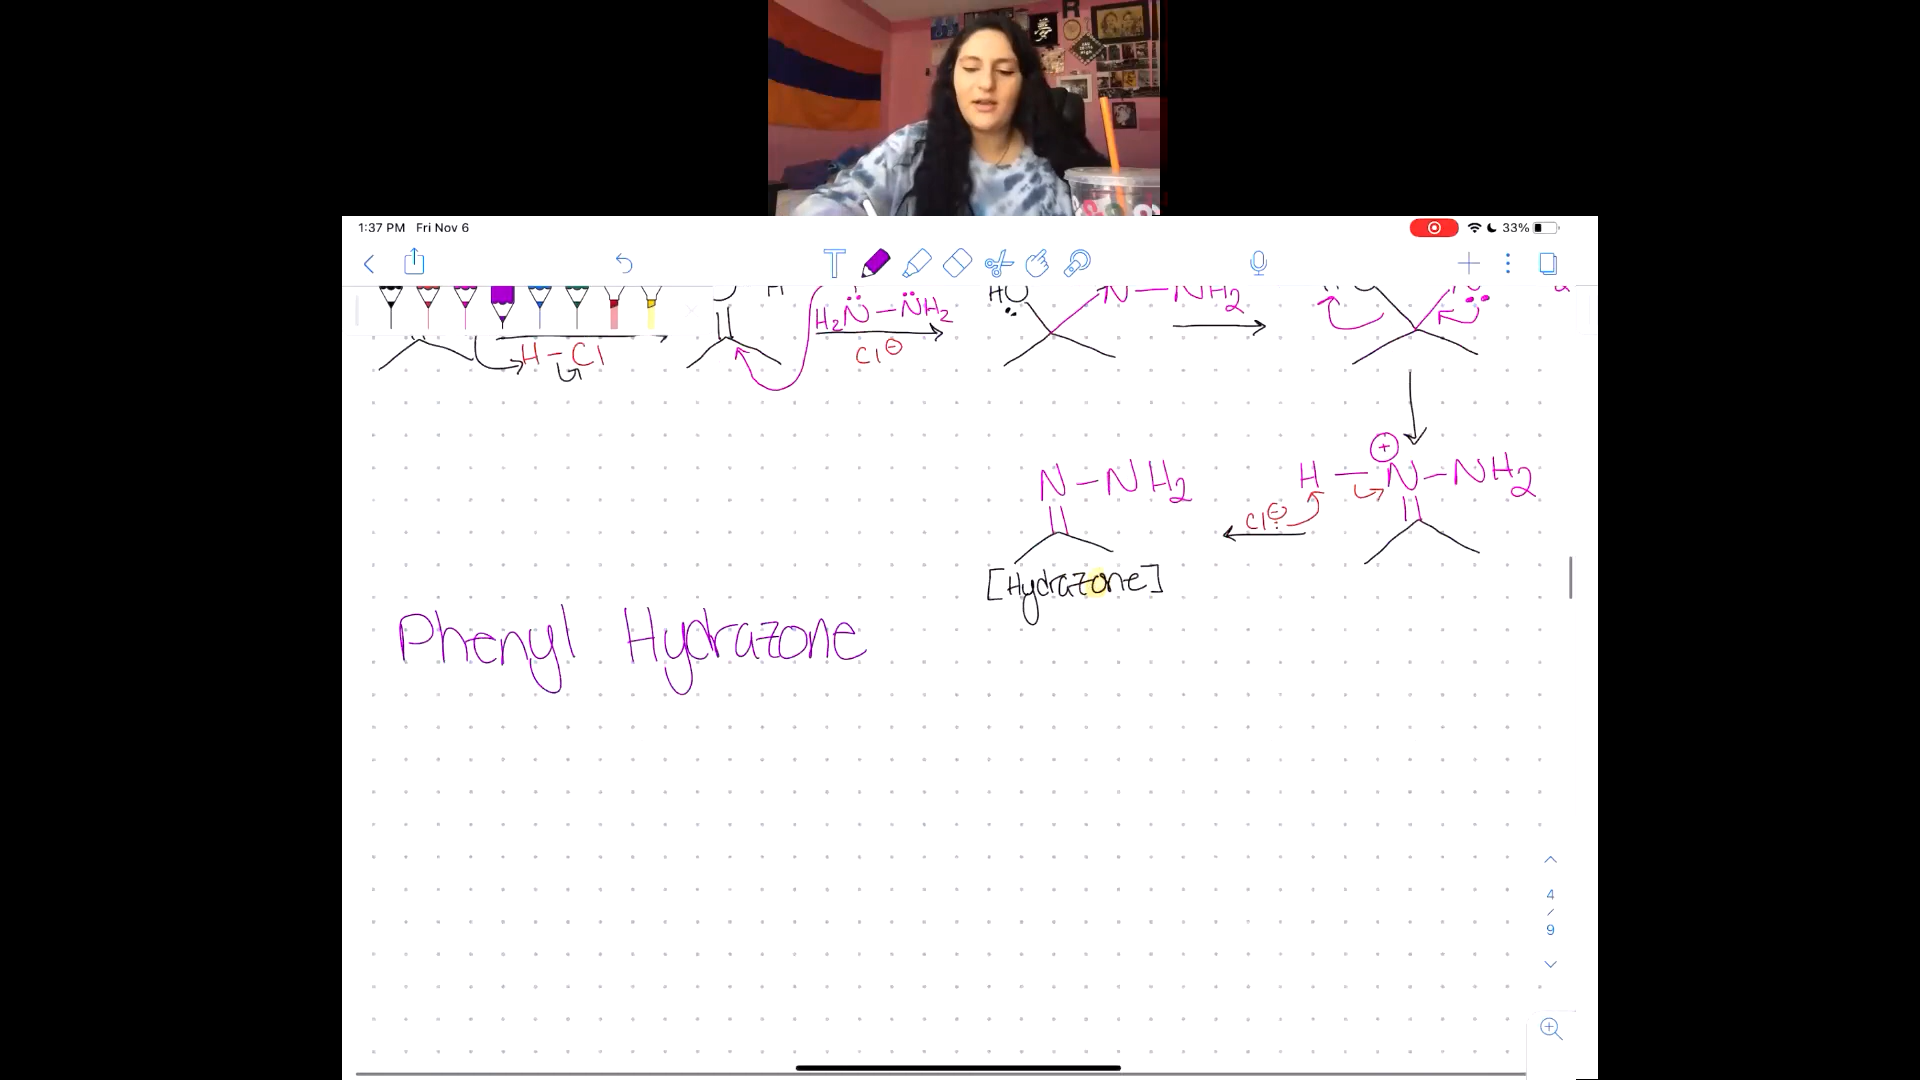 R
1:37 PM Fri Nov 6
33%
T
H
H₂N̈–N̈H₂
HO
N–NH₂
H–Cl
Cl⊖
⊕
N–NH₂
H–N–NH₂
Cl⊖
[Hydrazone]
Phenyl Hydrazone
4
/
9